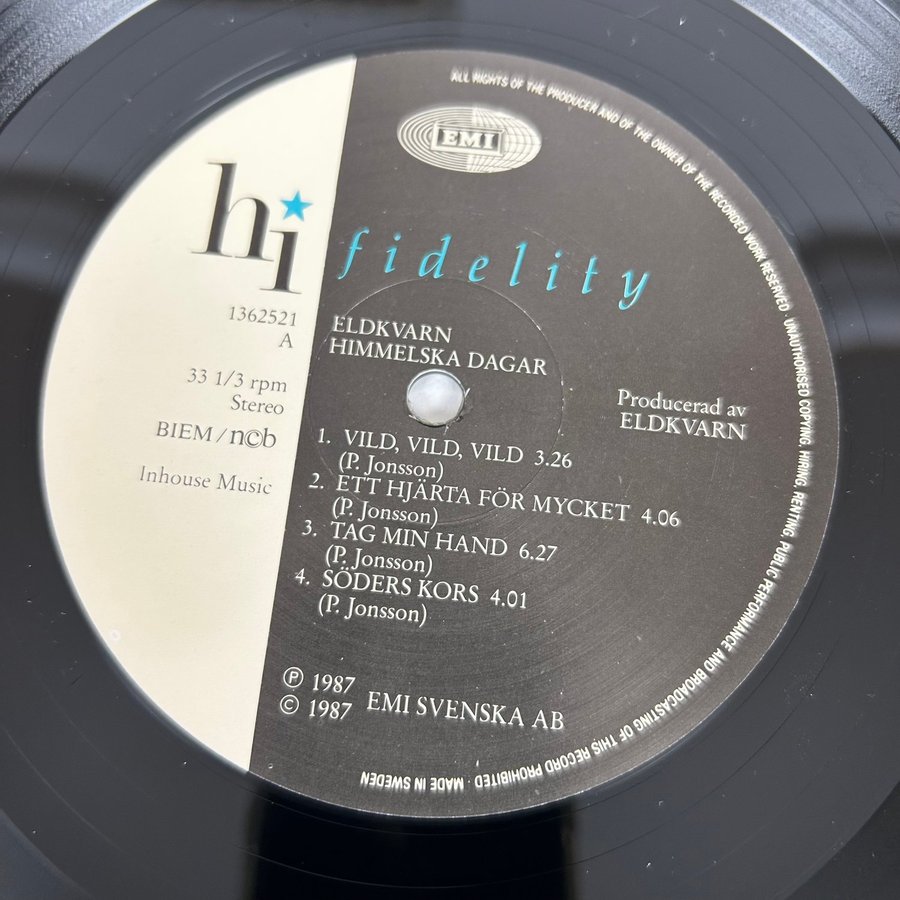 EMI
hi
fidelity
1362521
A
33 1/3 rpm
Stereo
BIEM / n©b
Inhouse Music
ELDKVARN
HIMMELSKA DAGAR
Producerad av
ELDKVARN
1. VILD, VILD, VILD 3.26
(P. Jonsson)
2. ETT HJÄRTA FÖR MYCKET 4.06
(P. Jonsson)
3. TAG MIN HAND 6.27
(P. Jonsson)
4. SÖDERS KORS 4.01
(P. Jonsson)
℗ 1987
© 1987
EMI SVENSKA AB
ALL RIGHTS OF THE PRODUCER AND OF THE OWNER OF THE RECORDED WORK RESERVED · UNAUTHORISED COPYING, HIRING, RENTING PUBLIC PERFORMANCE AND BROADCASTING OF THIS RECORD PROHIBITED · MADE IN SWEDEN